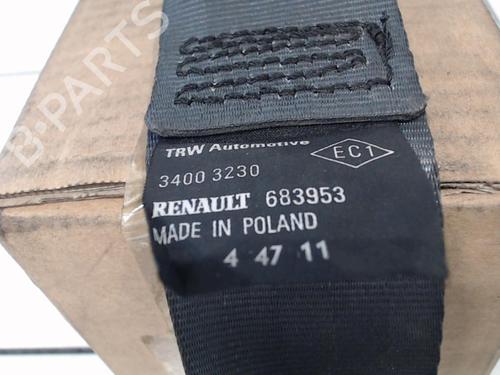 B-PARTS
TRW Automotive
EC1
3400 3230
RENAULT 683953
MADE IN POLAND
4 47 11